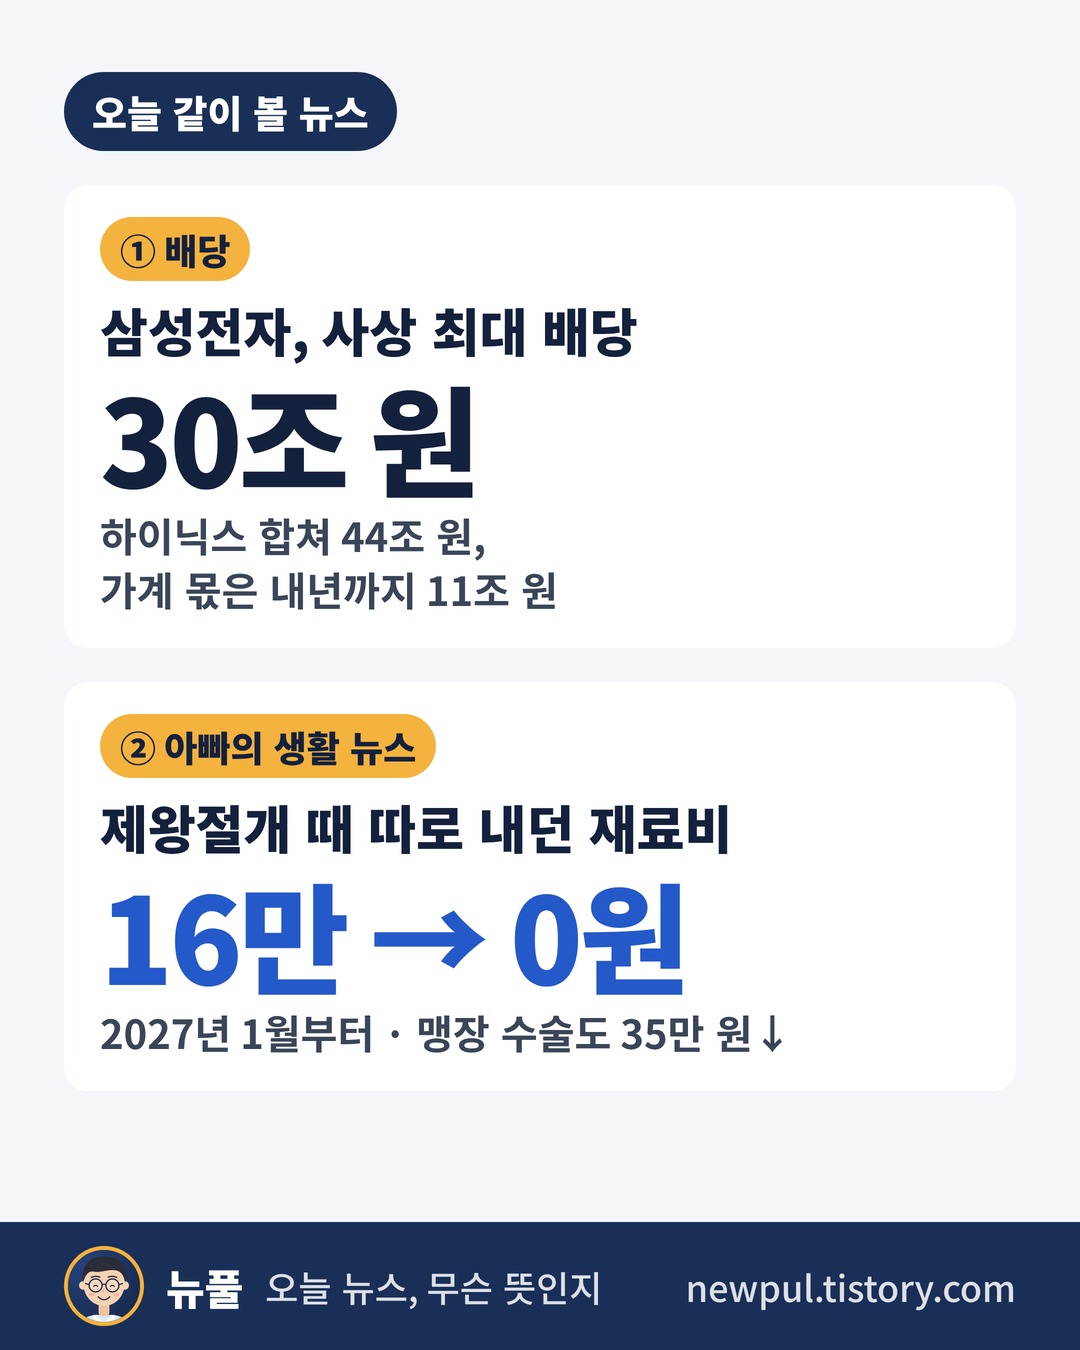 오늘 같이 볼 뉴스
① 배당
삼성전자, 사상 최대 배당
30조 원
하이닉스 합쳐 44조 원,
가계 몫은 내년까지 11조 원
② 아빠의 생활 뉴스
제왕절개 때 따로 내던 재료비
16만 → 0원
2027년 1월부터 · 맹장 수술도 35만 원↓
뉴풀 오늘 뉴스, 무슨 뜻인지 newpul.tistory.com